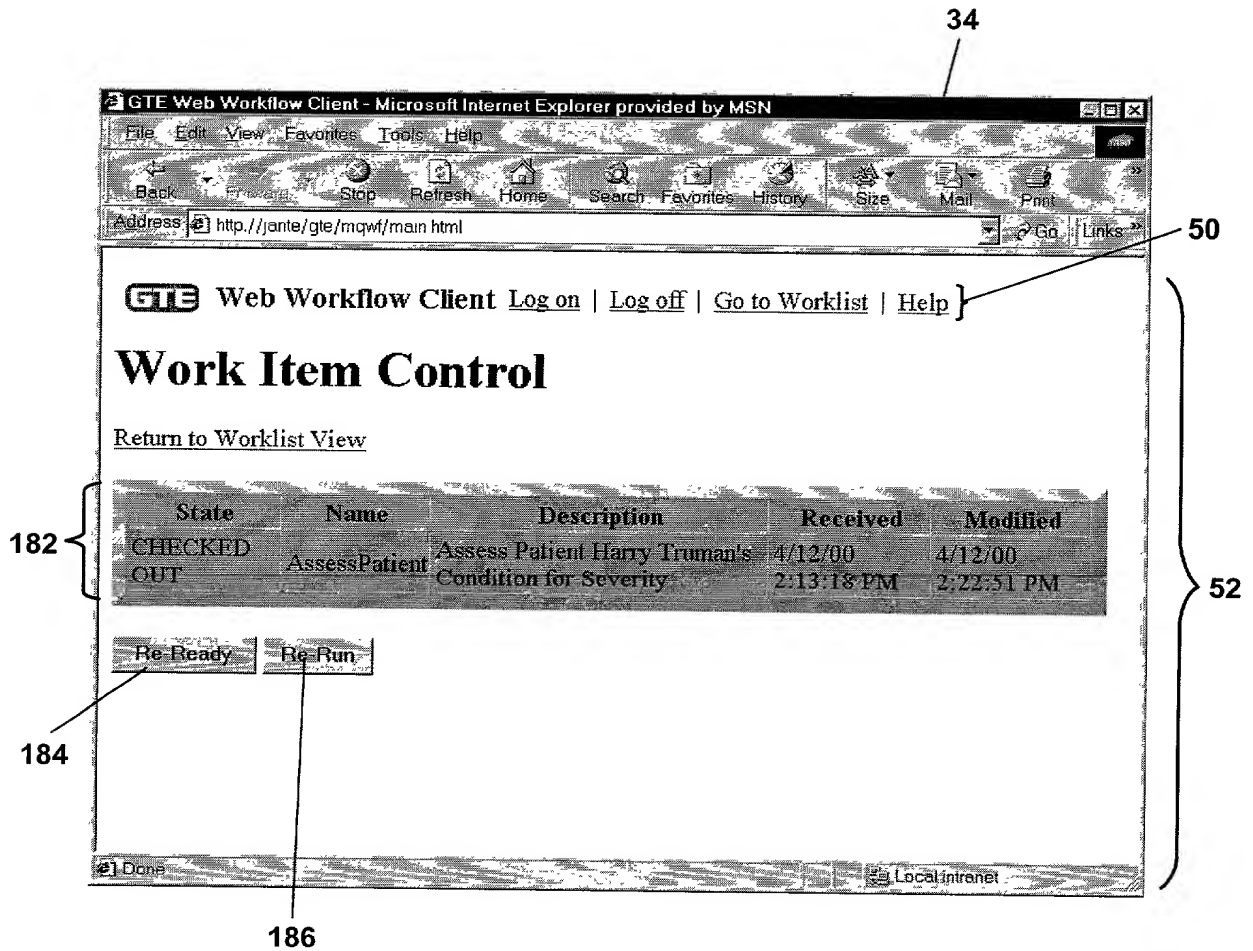 34
GTE Web Workflow Client - Microsoft Internet Explorer provided by MSN
File Edit View Favorites Tools Help
Back Forward Stop Refresh Home Search Favorites History Size Mail Print »
Address http,//jante/gte/mqwf/main html Go Links »
50
GTE Web Workflow Client Log on | Log off | Go to Worklist | Help
Work Item Control
Return to Worklist View
182
State Name Description Received Modified
CHECKED OUT AssessPatient Assess Patient Harry Truman's Condition for Severity 4/12/00 2:13:18 PM 4/12/00 2:22:51 PM
52
Re-Ready Re-Run
184
Done Local intranet
186